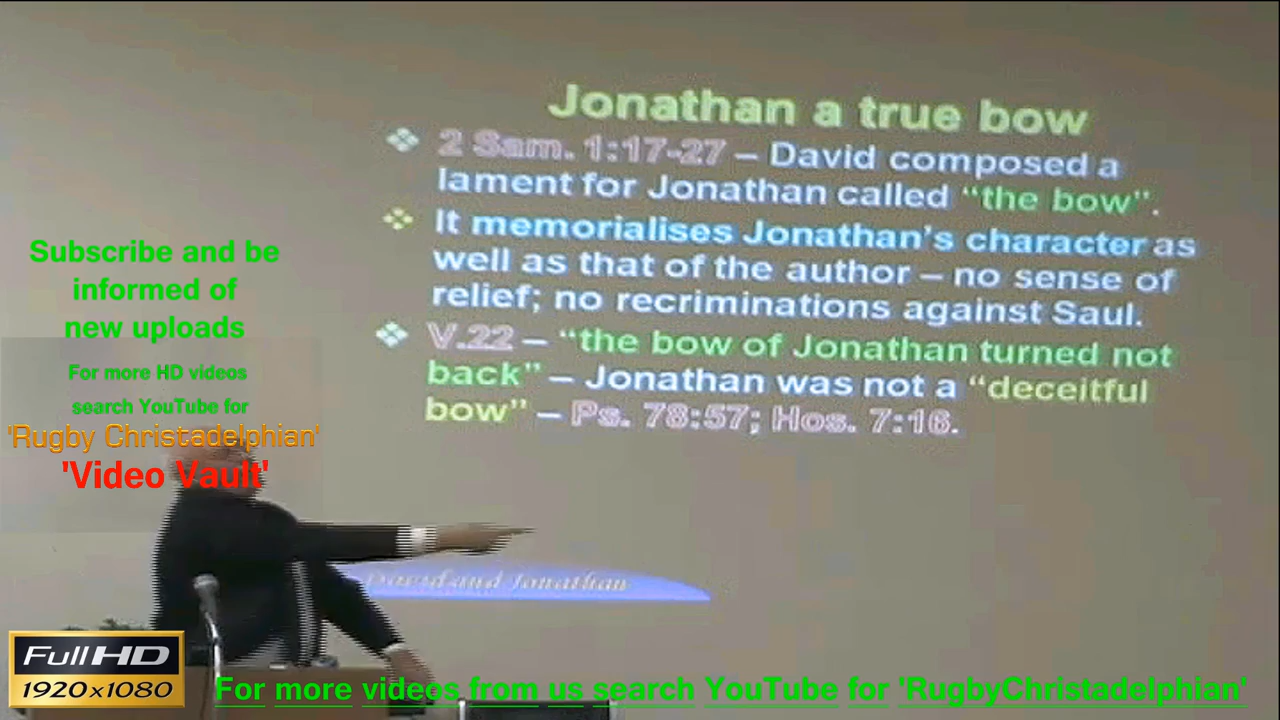 Jonathan a true bow
2 Sam. 1:17-27 – David composed a
lament for Jonathan called “the bow”.
It memorialises Jonathan’s character as
well as that of the author – no sense of
relief; no recriminations against Saul.
V.22 – “the bow of Jonathan turned not
back” – Jonathan was not a “deceitful
bow” – Ps. 78:57; Hos. 7:16.
Subscribe and be
informed of
new uploads
For more HD videos
search YouTube for
'Rugby Christadelphian'
'Video Vault'
David and Jonathan
Full HD
1920x1080
For more videos from us search YouTube for 'RugbyChristadelphian'